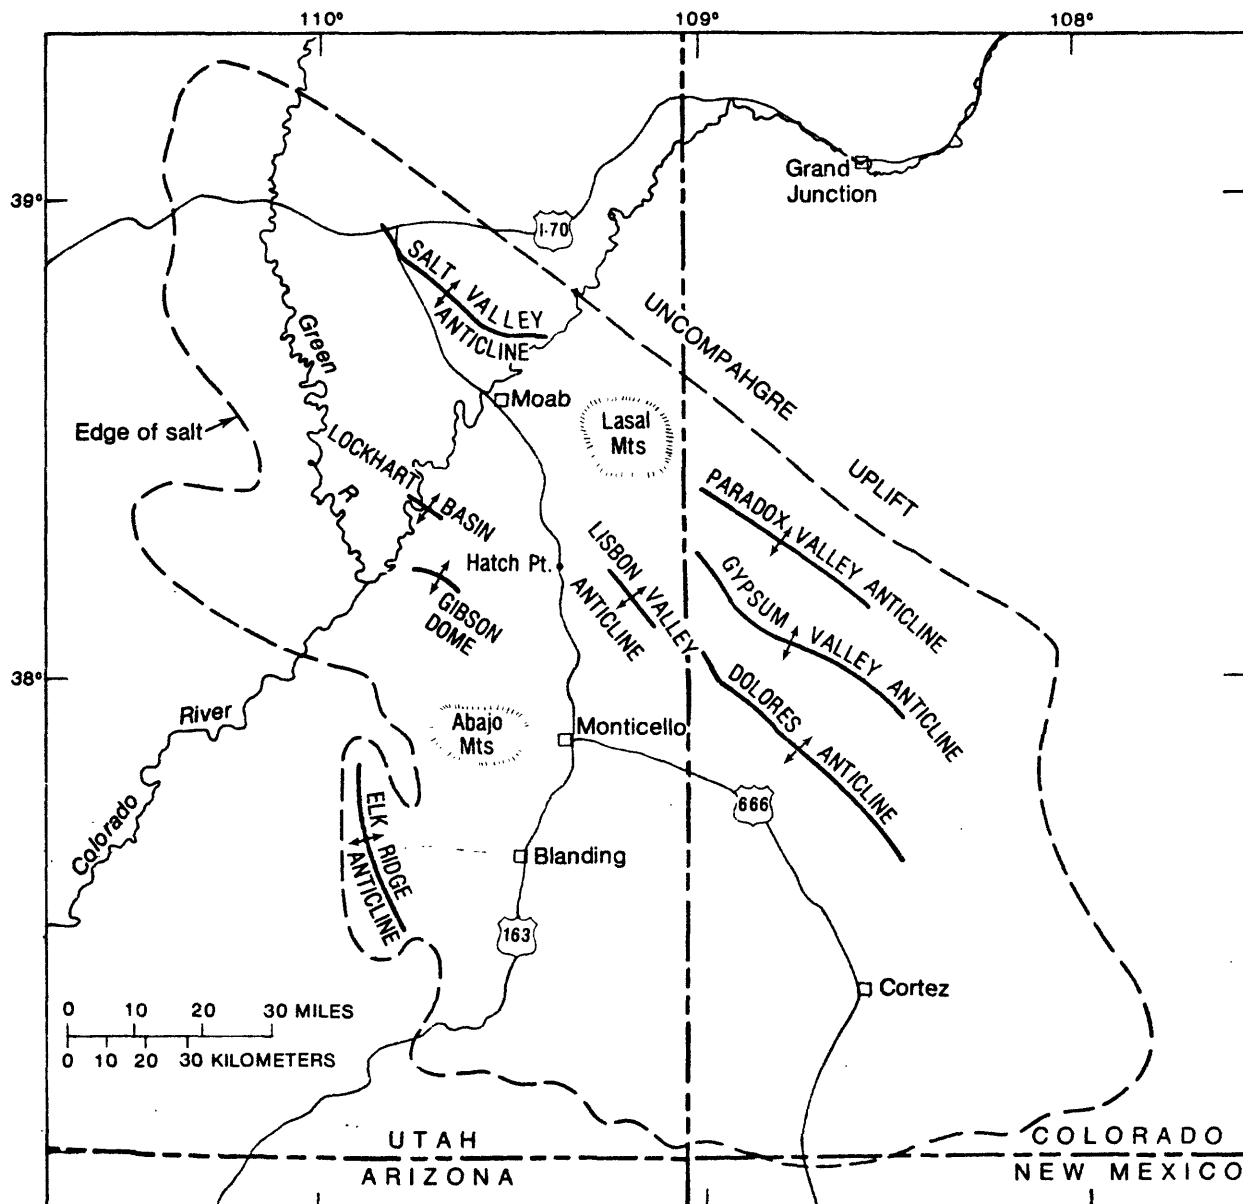 110°
109°
108°
39°
Grand
Junction
I-70
SALT VALLEY
ANTICLINE
Green
R
UNCOMPAHGRE
UPLIFT
Moab
Lasal
Mts
Edge of salt
LOCKHART
BASIN
PARADOX VALLEY ANTICLINE
LISBON VALLEY
ANTICLINE
Hatch Pt.
GYPSUM VALLEY ANTICLINE
GIBSON
DOME
38°
DOLORES ANTICLINE
River
Colorado
Abajo
Mts
Monticello
666
ELK RIDGE
ANTICLINE
Blanding
163
Cortez
0 10 20 30 MILES
0 10 20 30 KILOMETERS
UTAH
ARIZONA
COLORADO
NEW MEXICO